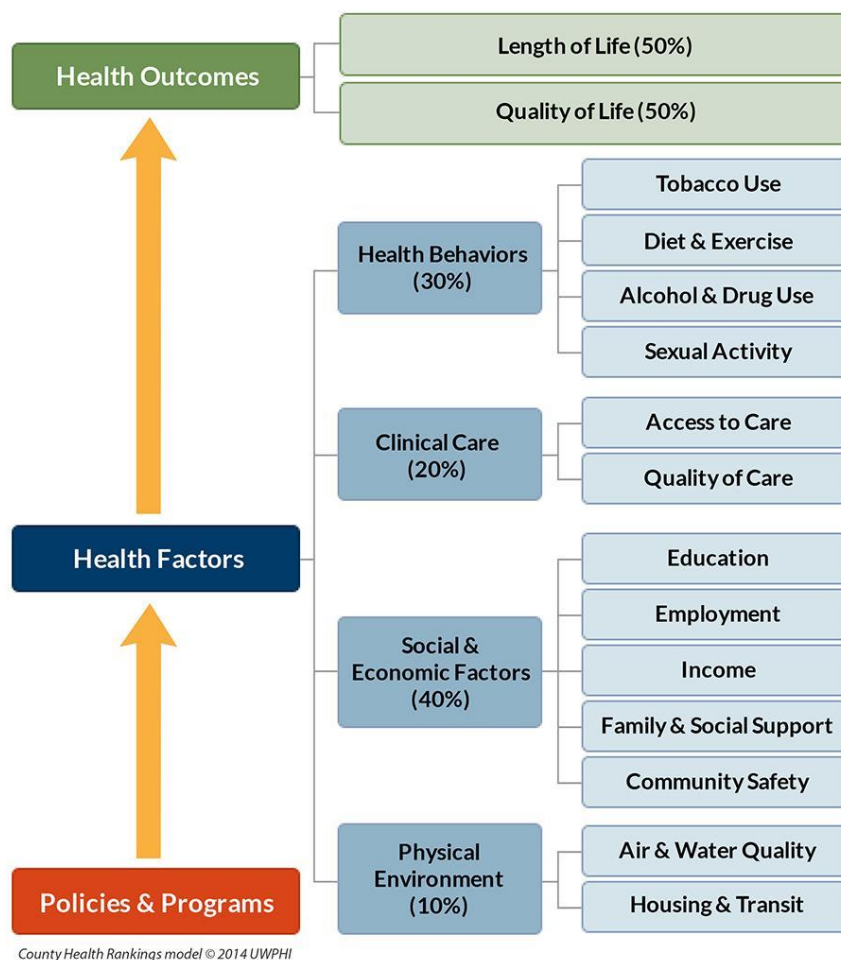 Health Outcomes
Length of Life (50%)
Quality of Life (50%)
Tobacco Use
Health Behaviors
(30%)
Diet & Exercise
Alcohol & Drug Use
Sexual Activity
Clinical Care
(20%)
Access to Care
Quality of Care
Health Factors
Social &
Economic Factors
(40%)
Education
Employment
Income
Family & Social Support
Community Safety
Physical
Environment
(10%)
Air & Water Quality
Housing & Transit
Policies & Programs
County Health Rankings model © 2014 UWPHI